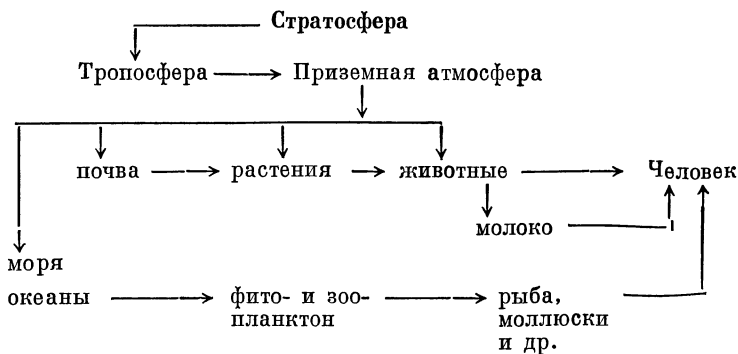 Стратосфера
Тропосфера Приземная атмосфера
почва растения животные Человек
молоко
моря
океаны фито- и зоо- рыба,
планктон моллюски
и др.